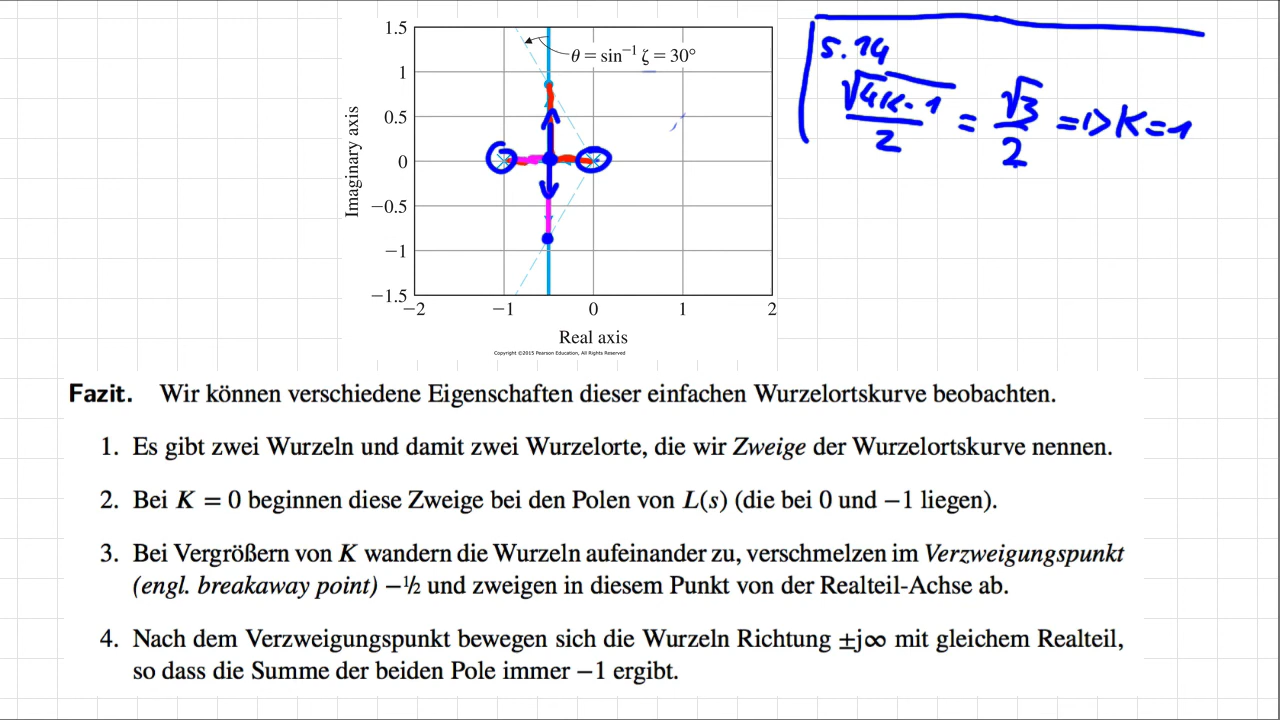 1.5
1
0.5
0
−0.5
−1
−1.5
−2 −1 0 1 2
Imaginary axis
Real axis
θ = sin⁻¹ ζ = 30°
Copyright ©2015 Pearson Education, All Rights Reserved
5.14
√4K-1/2 = √3/2 => K=1
Fazit. Wir können verschiedene Eigenschaften dieser einfachen Wurzelortskurve beobachten.
1. Es gibt zwei Wurzeln und damit zwei Wurzelorte, die wir Zweige der Wurzelortskurve nennen.
2. Bei K = 0 beginnen diese Zweige bei den Polen von L(s) (die bei 0 und −1 liegen).
3. Bei Vergrößern von K wandern die Wurzeln aufeinander zu, verschmelzen im Verzweigungspunkt
(engl. breakaway point) −½ und zweigen in diesem Punkt von der Realteil-Achse ab.
4. Nach dem Verzweigungspunkt bewegen sich die Wurzeln Richtung ±j∞ mit gleichem Realteil,
so dass die Summe der beiden Pole immer −1 ergibt.